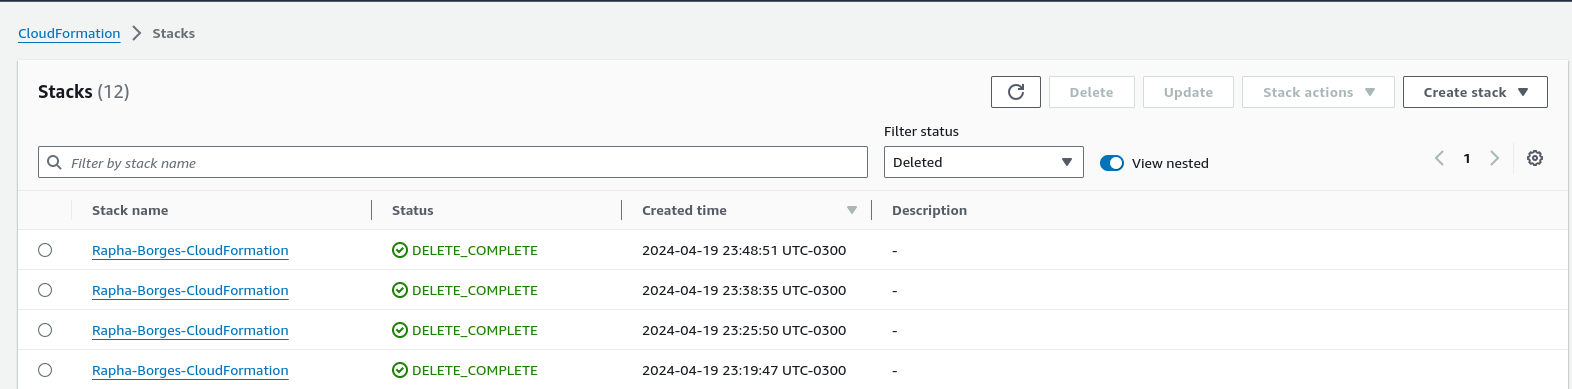 CloudFormation > Stacks
Stacks (12)
Delete
Update
Stack actions
Create stack
Filter status
Filter by stack name
Deleted
View nested
1
Stack name Status Created time Description
Rapha-Borges-CloudFormation DELETE_COMPLETE 2024-04-19 23:48:51 UTC-0300 -
Rapha-Borges-CloudFormation DELETE_COMPLETE 2024-04-19 23:38:35 UTC-0300 -
Rapha-Borges-CloudFormation DELETE_COMPLETE 2024-04-19 23:25:50 UTC-0300 -
Rapha-Borges-CloudFormation DELETE_COMPLETE 2024-04-19 23:19:47 UTC-0300 -